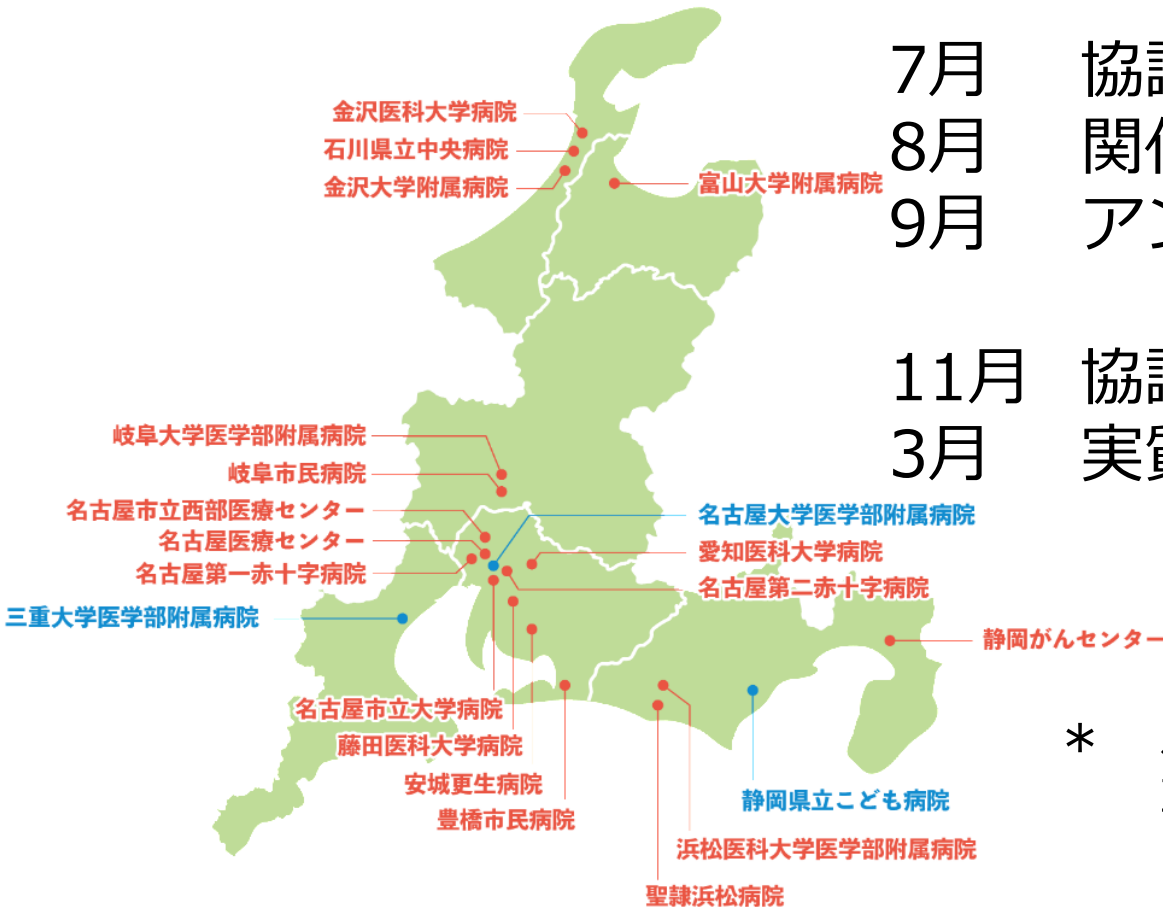 金沢医科大学病院
石川県立中央病院
金沢大学附属病院
富山大学附属病院
岐阜大学医学部附属病院
岐阜市民病院
名古屋市立西部医療センター
名古屋医療センター
名古屋第一赤十字病院
三重大学医学部附属病院
名古屋大学医学部附属病院
愛知医科大学病院
名古屋第二赤十字病院
静岡がんセンター
名古屋市立大学病院
藤田医科大学病院
安城更生病院
豊橋市民病院
静岡県立こども病院
浜松医科大学医学部附属病院
聖隷浜松病院
7月 協
8月 関
9月 ア
11月 協
3月 実
*